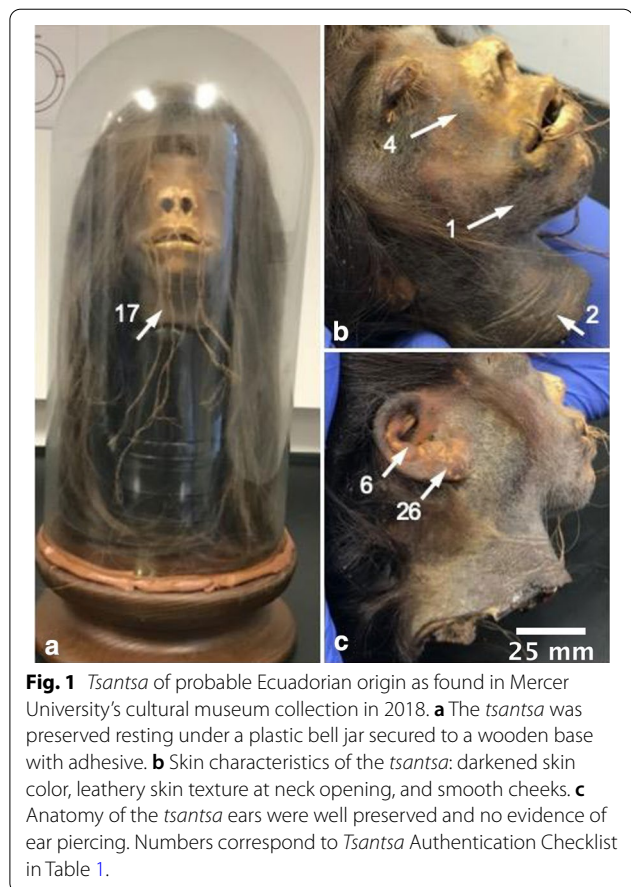 17
a
4
1
2
b
6
26
25 mm
c
Fig. 1 Tsantsa of probable Ecuadorian origin as found in Mercer
University's cultural museum collection in 2018. a The tsantsa was
preserved resting under a plastic bell jar secured to a wooden base
with adhesive. b Skin characteristics of the tsantsa: darkened skin
color, leathery skin texture at neck opening, and smooth cheeks. c
Anatomy of the tsantsa ears were well preserved and no evidence of
ear piercing. Numbers correspond to Tsantsa Authentication Checklist
in Table 1.